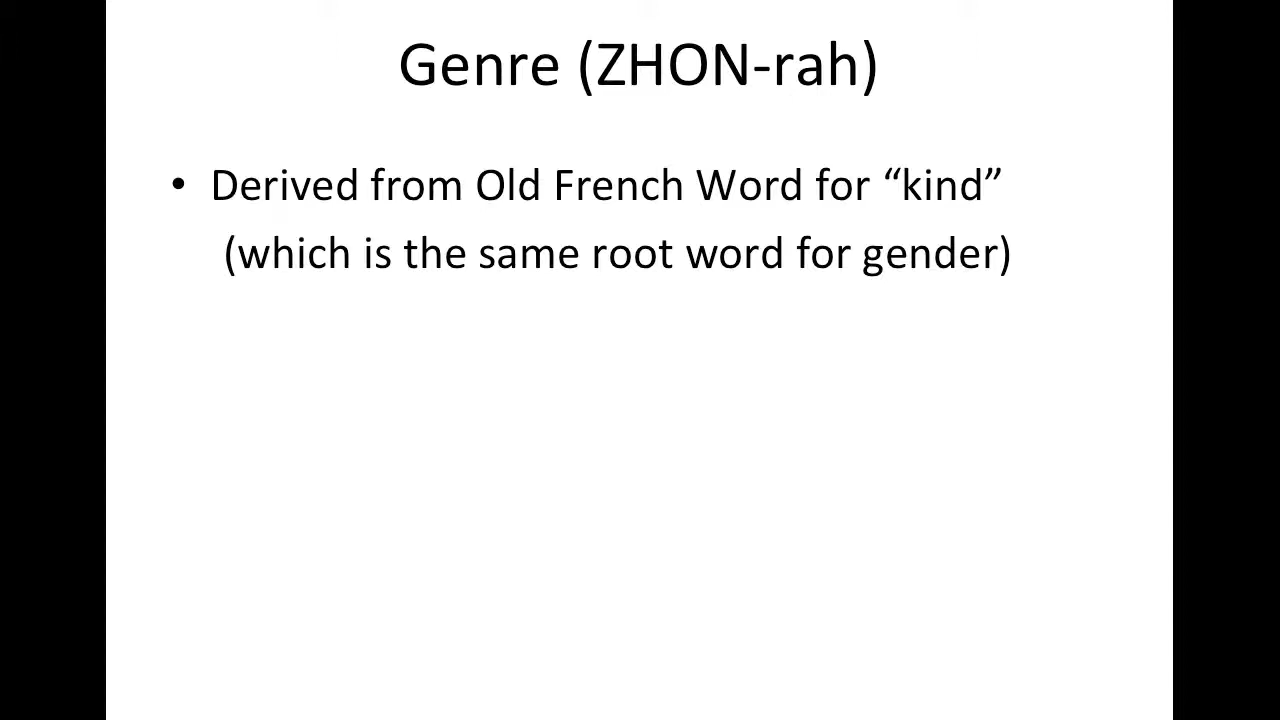 Genre (ZHON-rah)
• Derived from Old French Word for “kind”
(which is the same root word for gender)